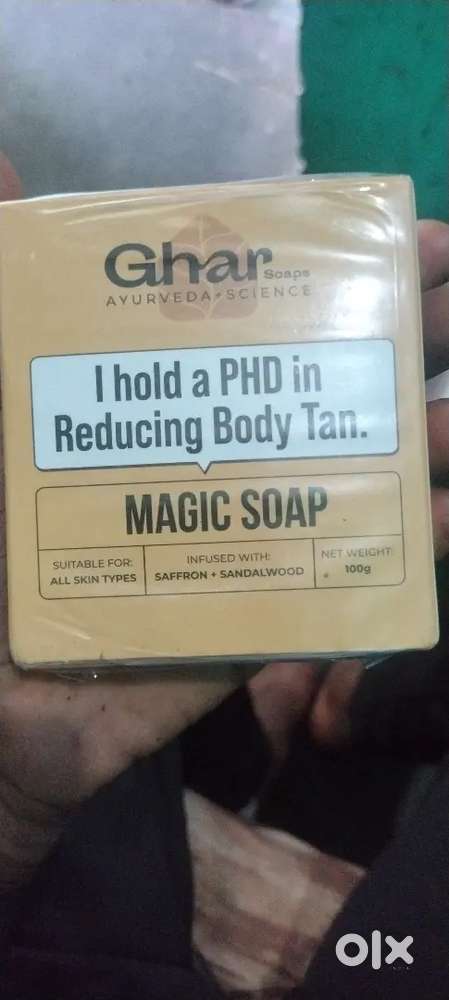 Ghar Soaps
AYURVEDA+SCIENCE
I hold a PHD in
Reducing Body Tan.
MAGIC SOAP
SUITABLE FOR:
ALL SKIN TYPES
INFUSED WITH:
SAFFRON + SANDALWOOD
NET WEIGHT:
100g
olx
INDIA